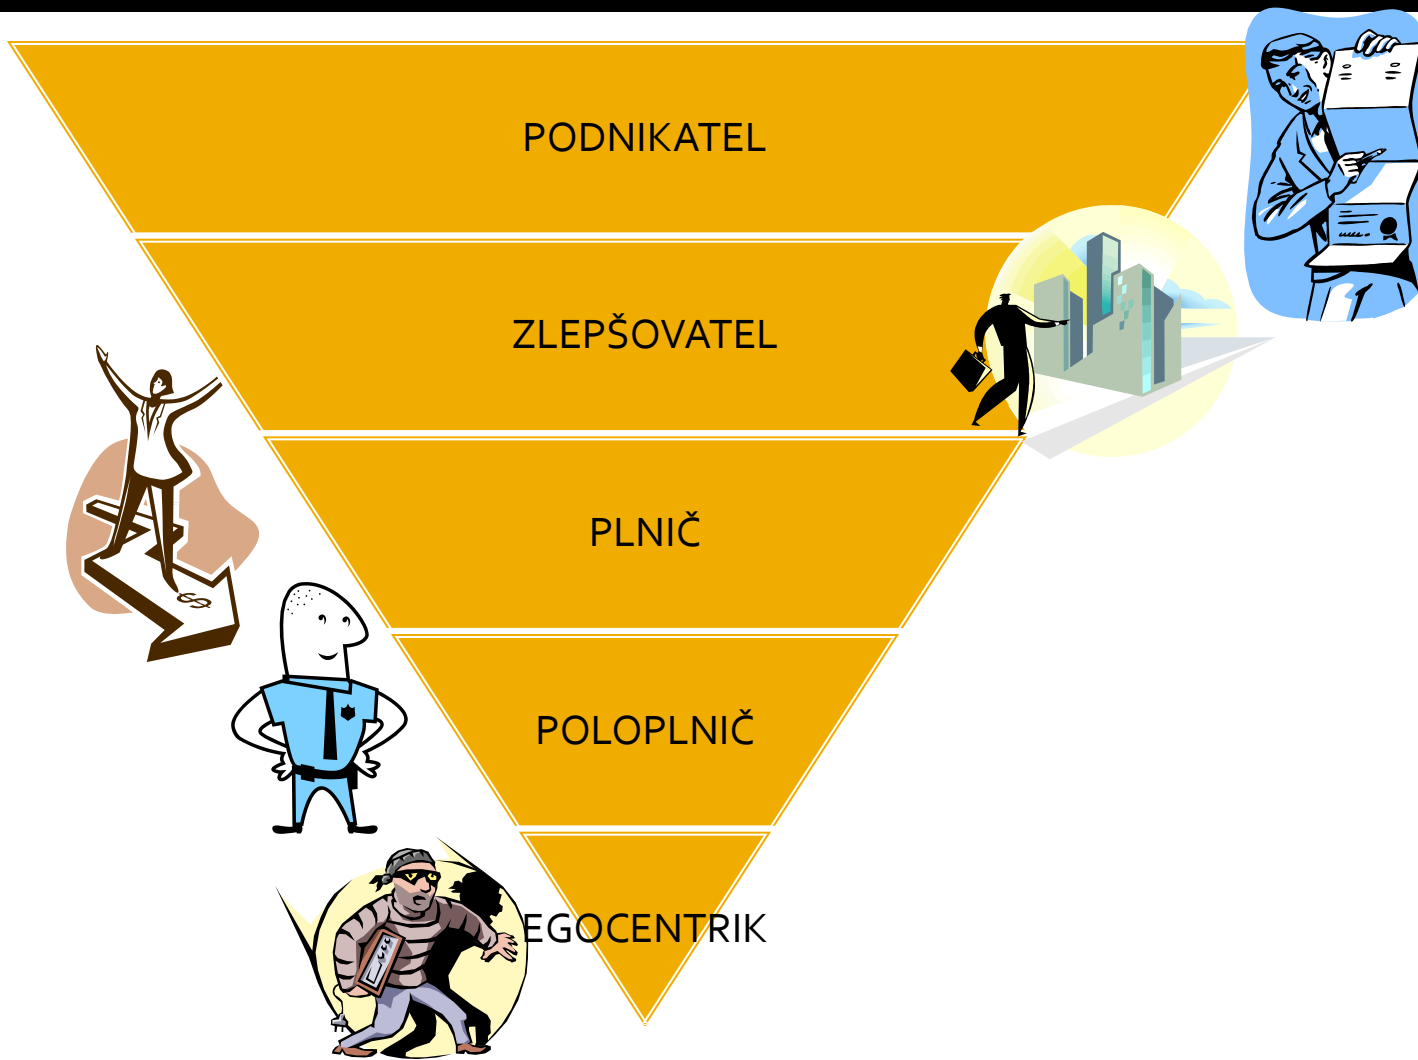 PODNIKATEL
ZLEPŠOVATEL
PLNIČ
POLOPLNIČ
EGOCENTRIK